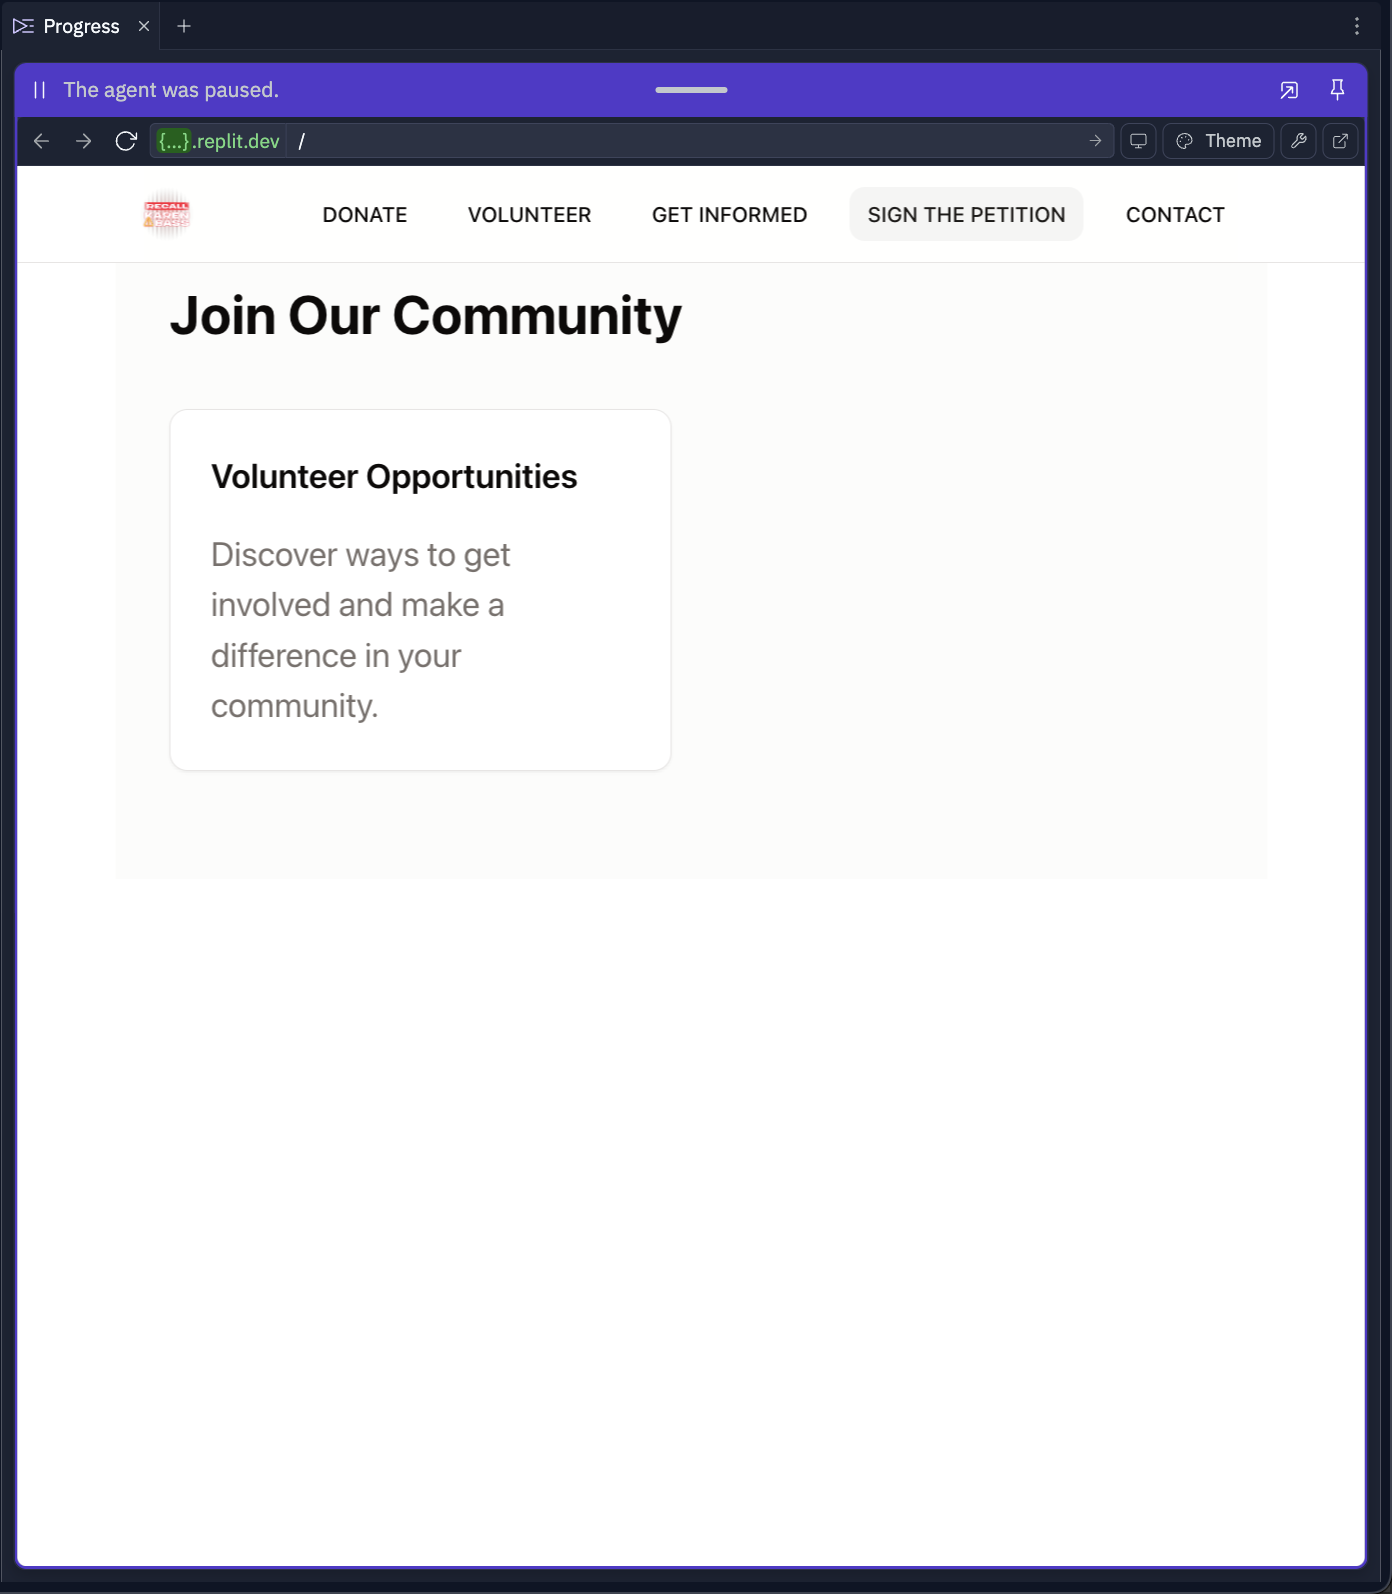 Progress
The agent was paused.
{...}.replit.dev /
Theme
RECALL
KAREN
BASS
DONATE
VOLUNTEER
GET INFORMED
SIGN THE PETITION
CONTACT
Join Our Community
Volunteer Opportunities
Discover ways to get
involved and make a
difference in your
community.